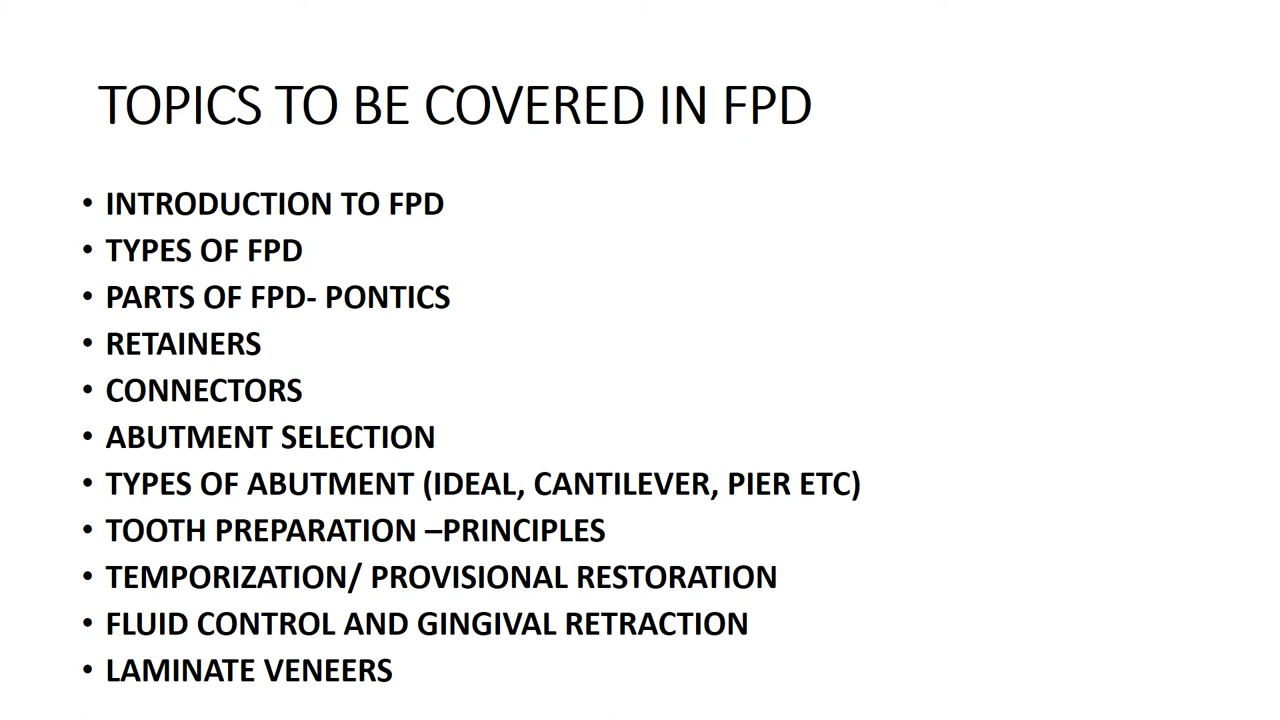 TOPICS TO BE COVERED IN FPD
• INTRODUCTION TO FPD
• TYPES OF FPD
• PARTS OF FPD- PONTICS
• RETAINERS
• CONNECTORS
• ABUTMENT SELECTION
• TYPES OF ABUTMENT (IDEAL, CANTILEVER, PIER ETC)
• TOOTH PREPARATION –PRINCIPLES
• TEMPORIZATION/ PROVISIONAL RESTORATION
• FLUID CONTROL AND GINGIVAL RETRACTION
• LAMINATE VENEERS